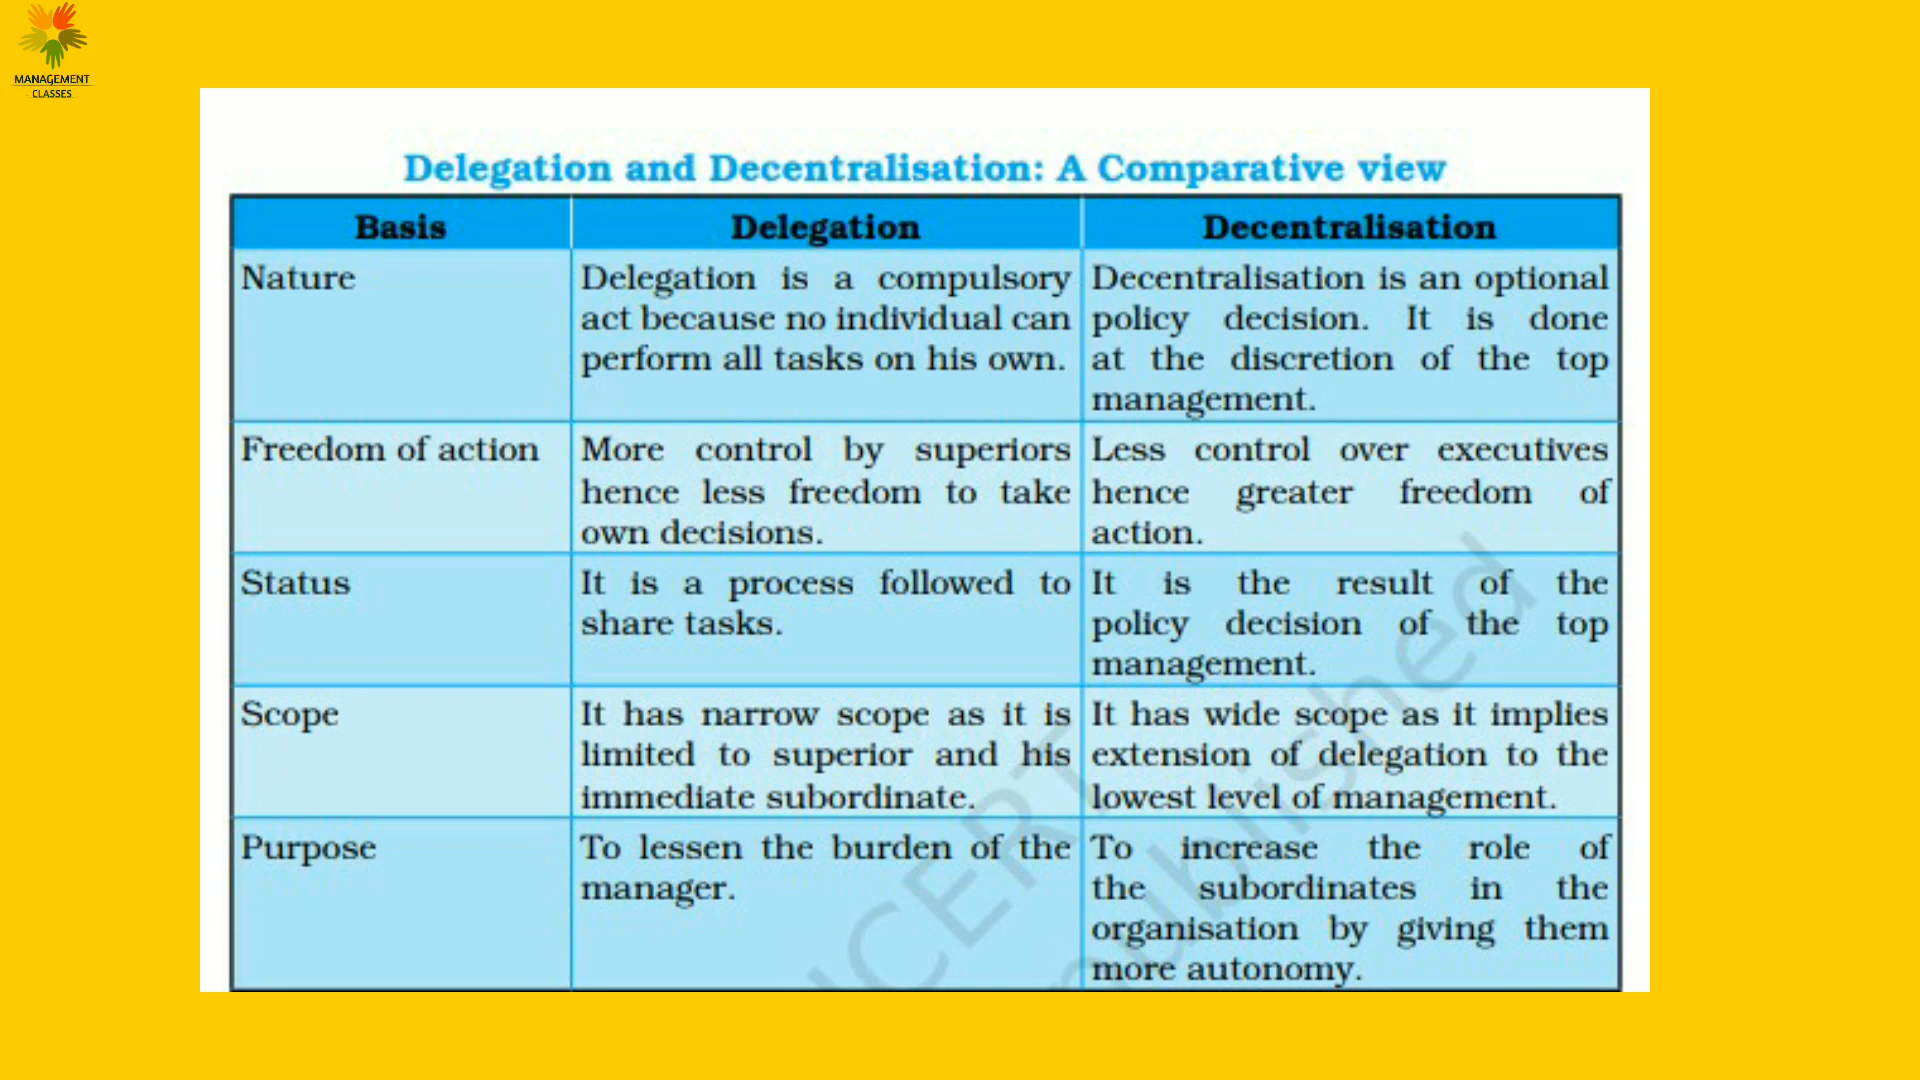 MANAGEMENT
CLASSES
Delegation and Decentralisation: A Comparative view
Basis
Delegation
Decentralisation
Nature
Delegation is a compulsory
act because no individual can
perform all tasks on his own.
Decentralisation is an optional
policy decision. It is done
at the discretion of the top
management.
Freedom of action
More control by superiors
hence less freedom to take
own decisions.
Less control over executives
hence greater freedom of
action.
Status
It is a process followed to
share tasks.
It is the result of the
policy decision of the top
management.
Scope
It has narrow scope as it is
limited to superior and his
immediate subordinate.
It has wide scope as it implies
extension of delegation to the
lowest level of management.
Purpose
To lessen the burden of the
manager.
To increase the role of
the subordinates in the
organisation by giving them
more autonomy.